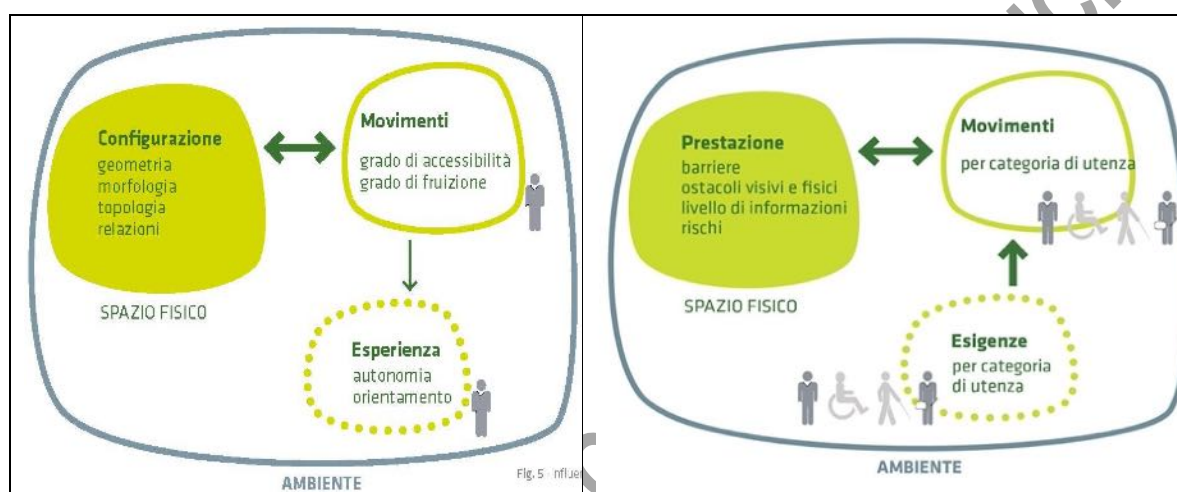 Configurazione
geometria
morfologia
topologia
relazioni
Movimenti
grado di accessibilità
grado di fruizione
SPAZIO FISICO
Esperienza
autonomia
orientamento
AMBIENTE
Fig. 5
Prestazione
barriere
ostacoli visivi e fisici
livello di informazioni
rischi
Movimenti
per categoria di utenza
SPAZIO FISICO
Esigenze
per categoria
di utenza
AMBIENTE